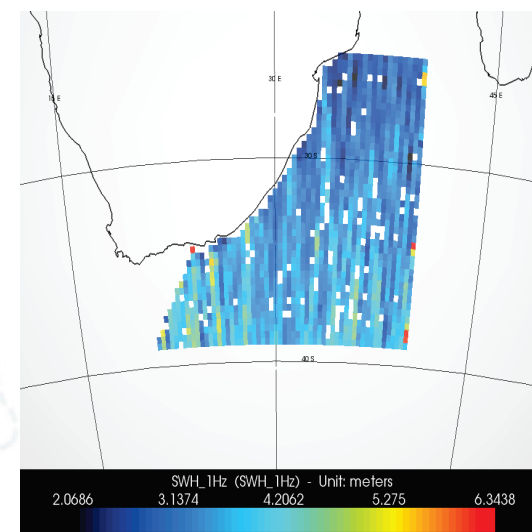 30 E
15 E
45 E
30 S
40 S
SWH_1Hz (SWH_1Hz) - Unit: meters
2.0686 3.1374 4.2062 5.275 6.3438